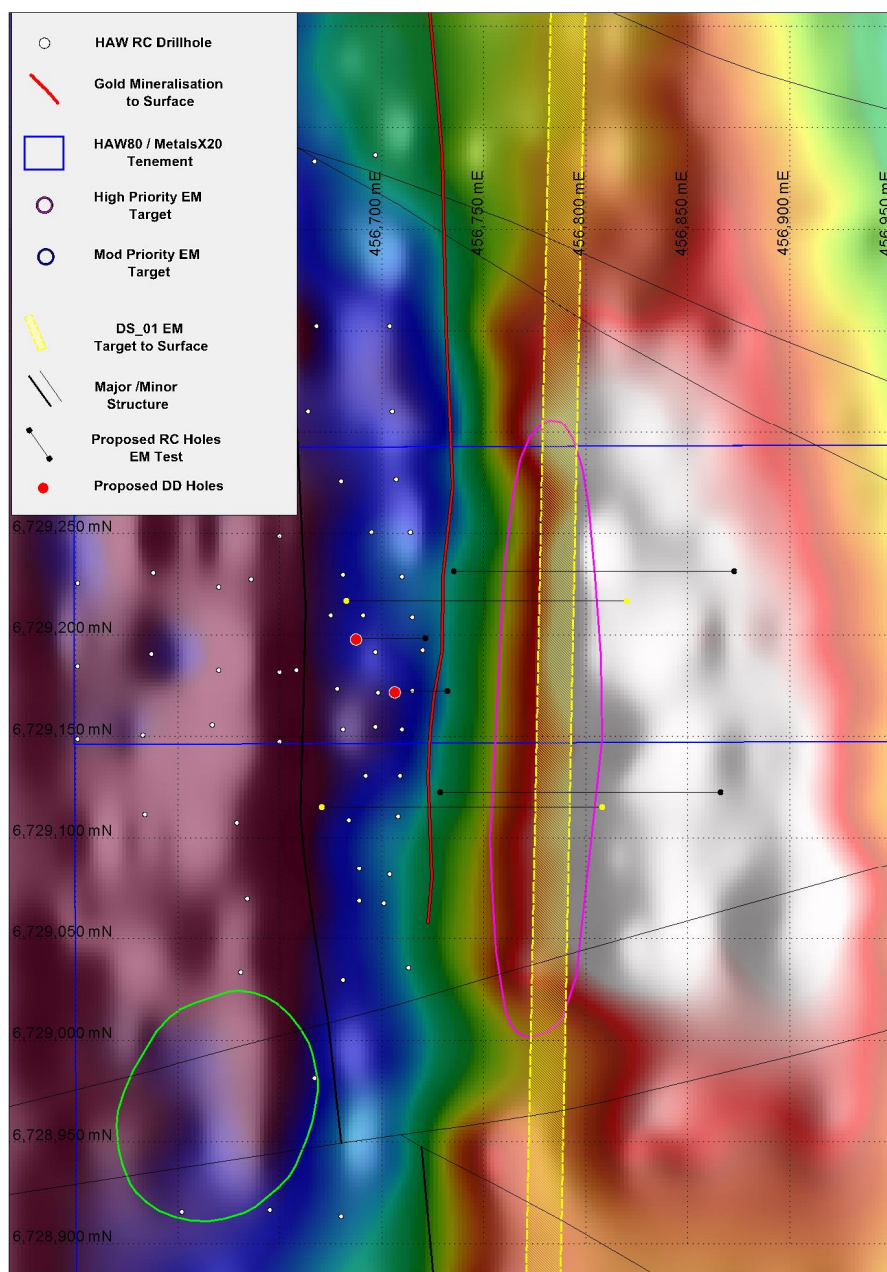 HAW RC Drillhole
Gold Mineralisation
to Surface
HAW80 / MetalsX20
Tenement
High Priority EM
Target
Mod Priority EM
Target
DS_01 EM
Target to Surface
Major /Minor
Structure
Proposed RC Holes
EM Test
Proposed DD Holes
456,700 mE
456,750 mE
456,800 mE
456,850 mE
456,900 mE
456,950 m
6,729,250 mN
6,729,200 mN
6,729,150 mN
6,729,100 mN
6,729,050 mN
6,729,000 mN
6,728,950 mN
6,728,900 mN